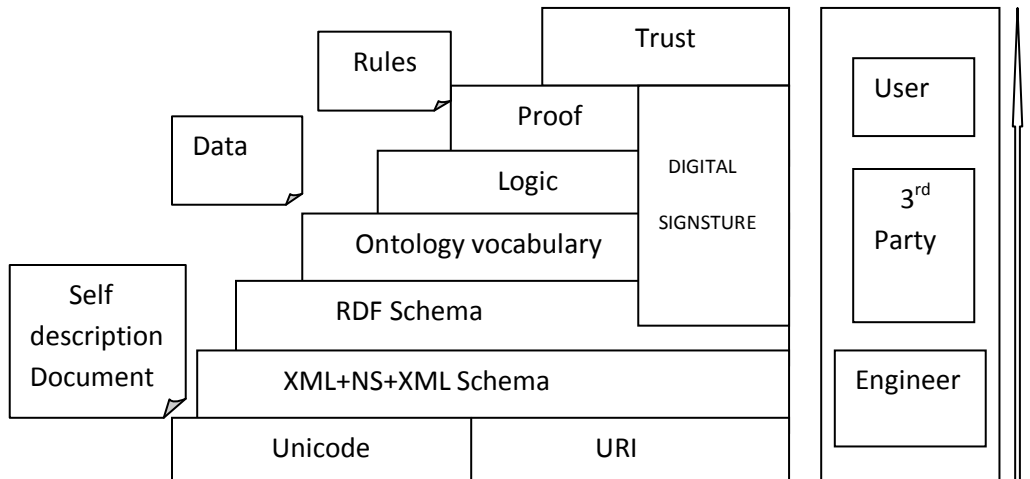 Trust
Rules
User
Proof
Data
DIGITAL
SIGNSTURE
Logic
3rd
Party
Ontology vocabulary
Self
description
Document
RDF Schema
XML+NS+XML Schema
Engineer
Unicode
URI